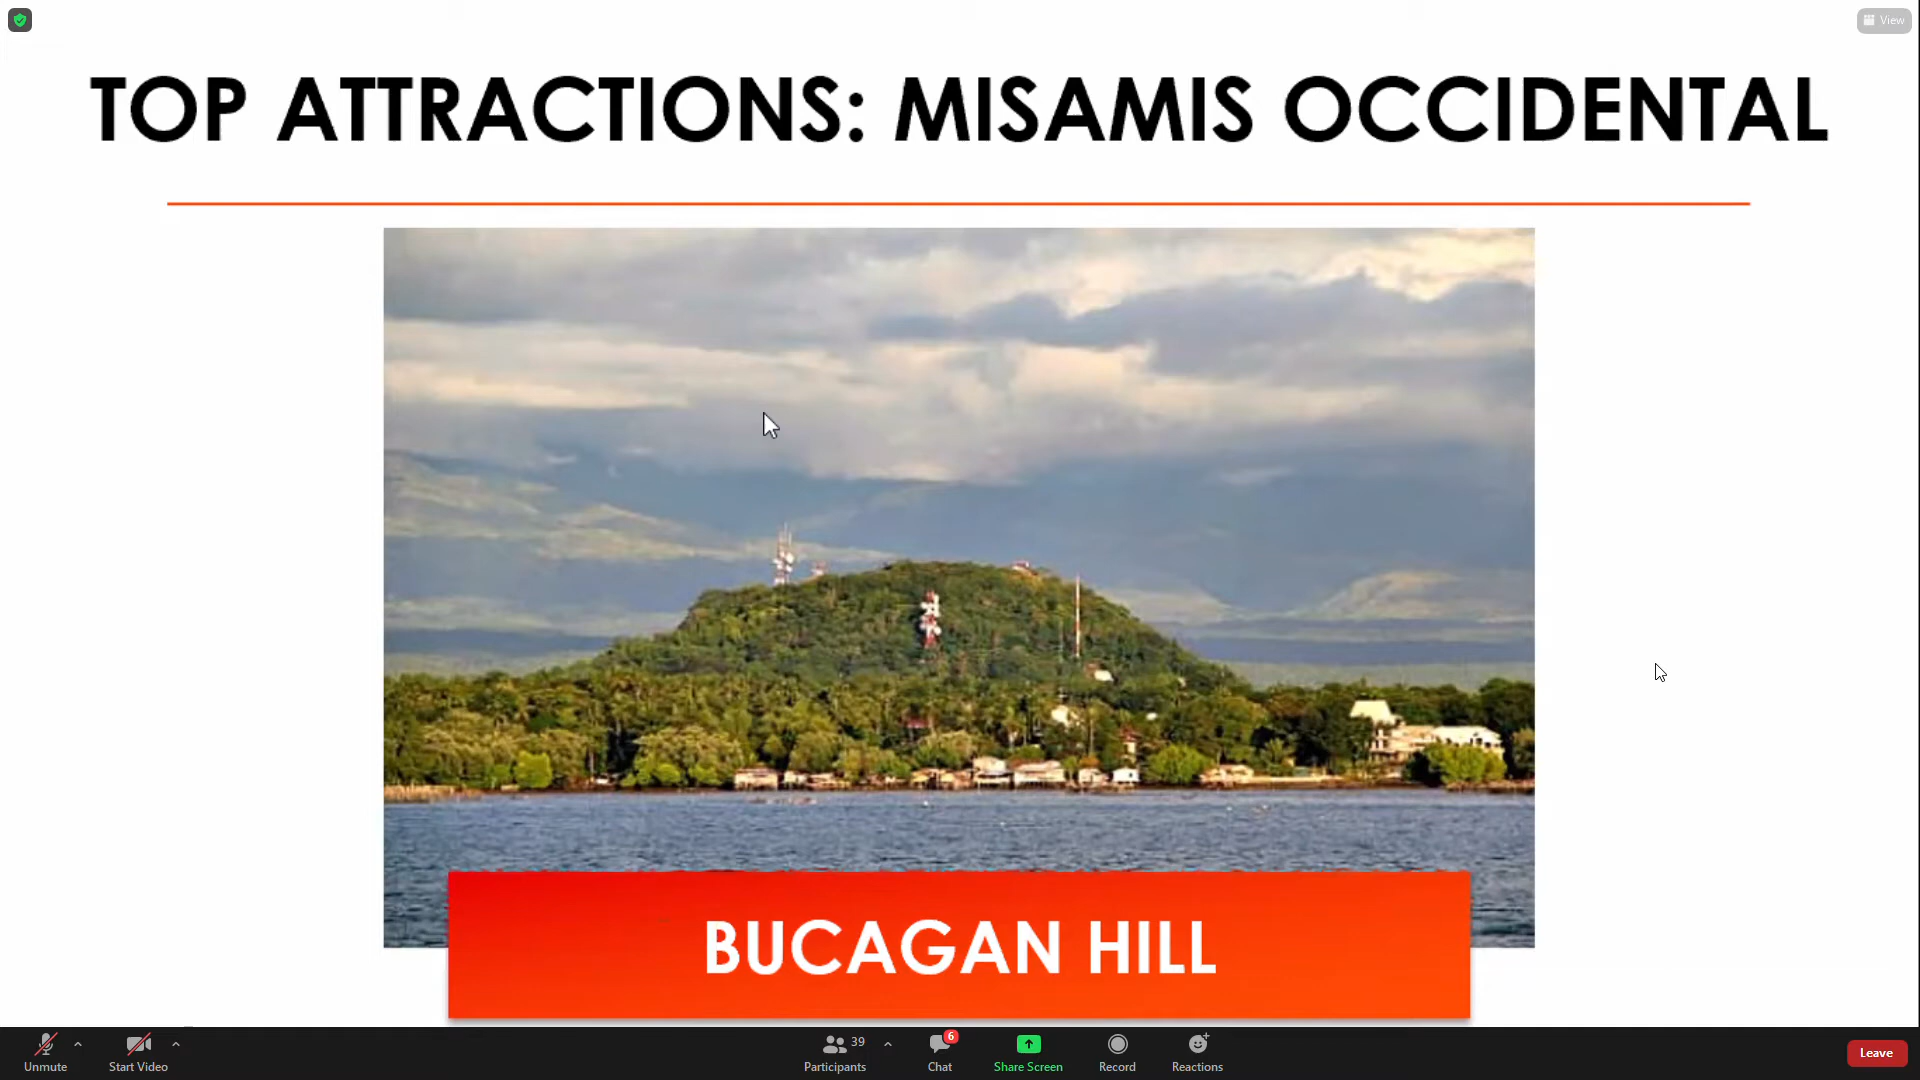 View
TOP ATTRACTIONS: MISAMIS OCCIDENTAL
BUCAGAN HILL
Unmute
Start Video
39
Participants
6
Chat
Share Screen
Record
Reactions
Leave